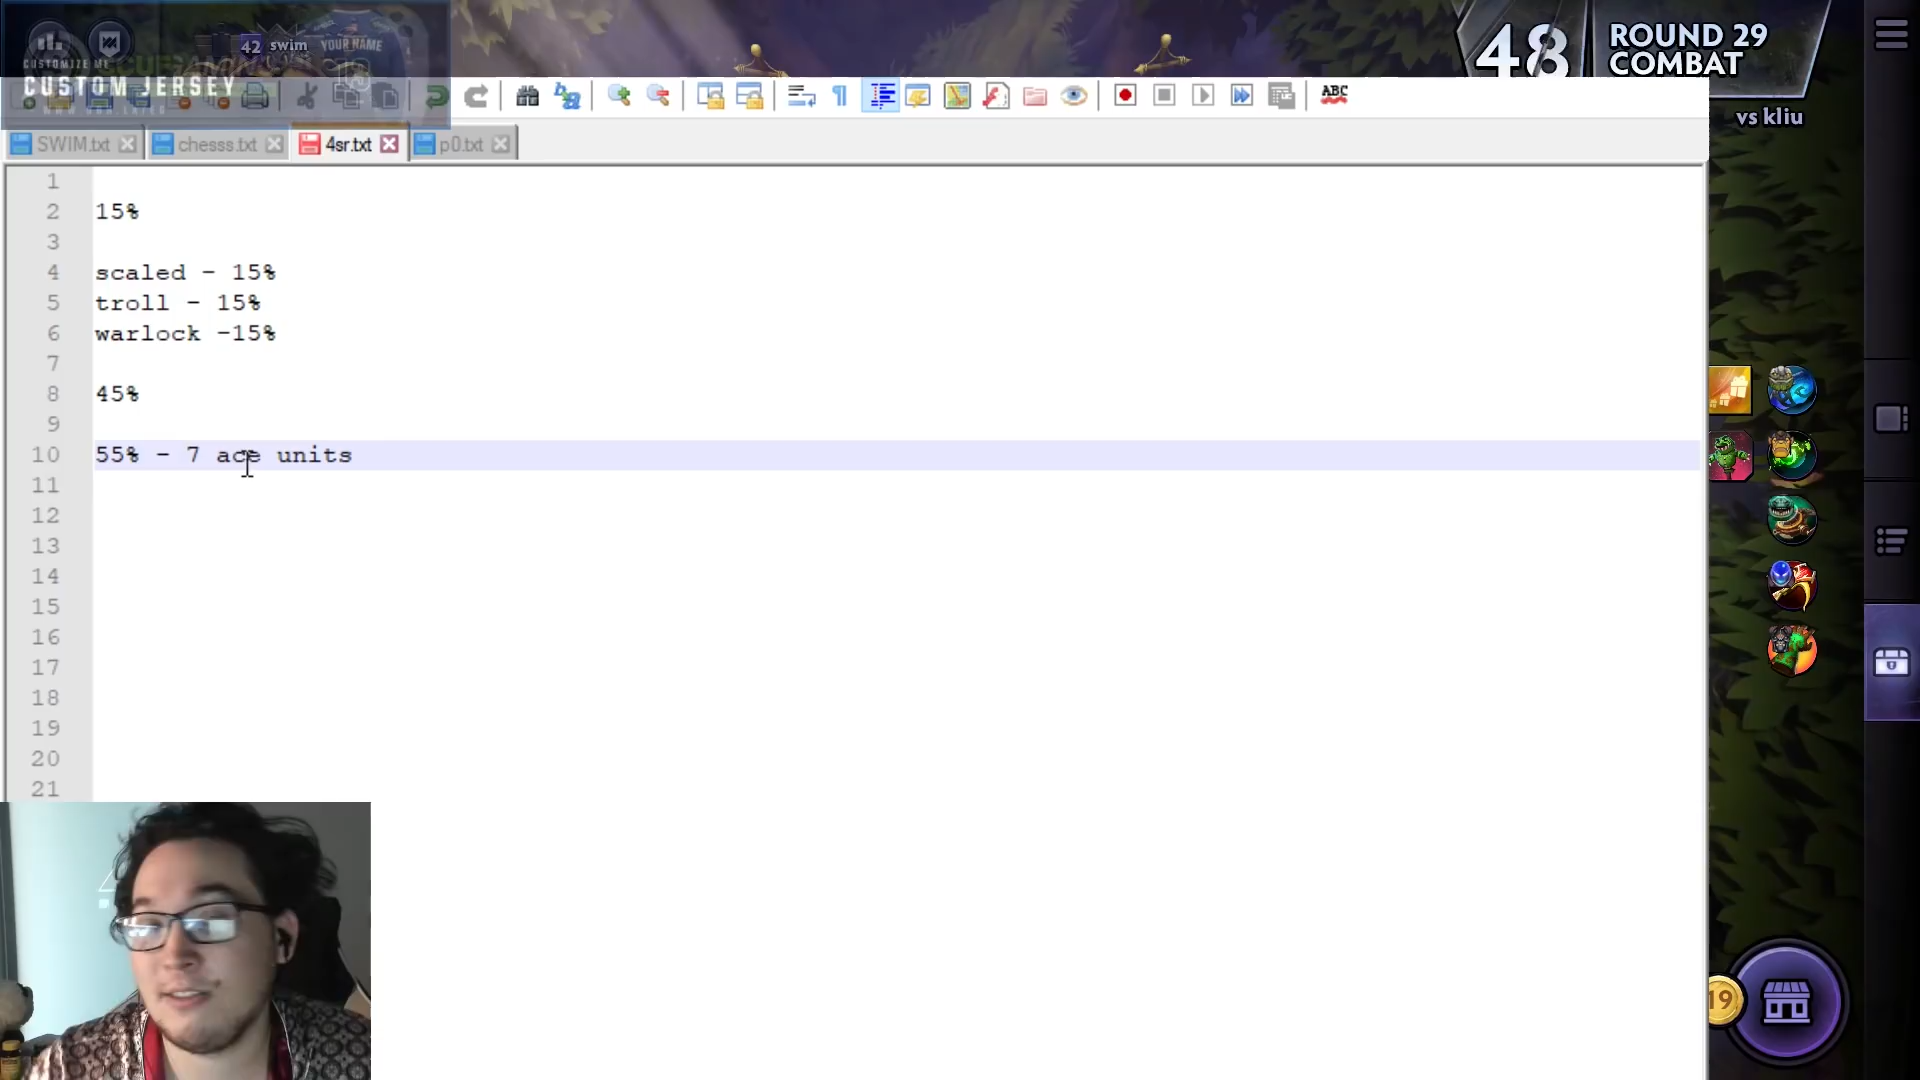 42 swim
YOUR NAME
CUSTOMIZE ME
CUSTOM JERSEY
48
ROUND 29
COMBAT
vs kliu
ABC
SWIM.txt
chesss.txt
4sr.txt
p0.txt
1
2 15%
3
4 scaled - 15%
5 troll - 15%
6 warlock -15%
7
8 45%
9
10 55% - 7 ace units
11
12
13
14
15
16
17
18
19
20
21
19